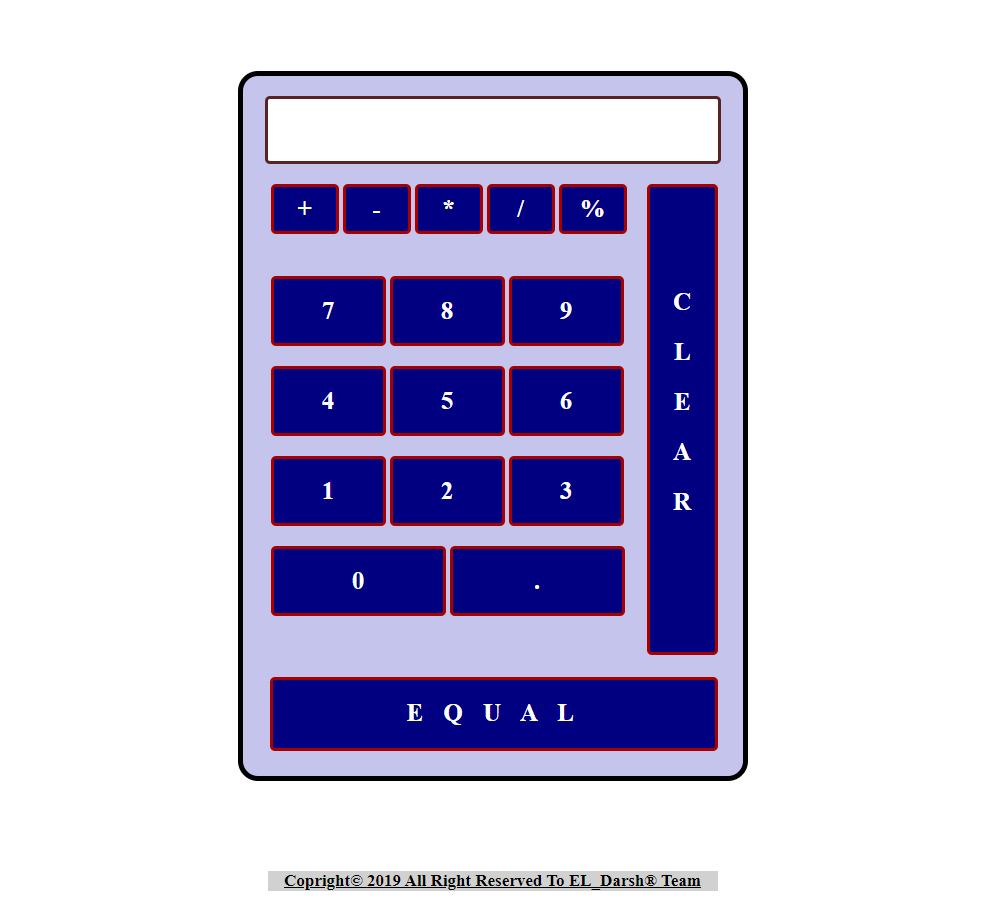 + - * / %
7 8 9
4 5 6
1 2 3
0 .
C
L
E
A
R
E Q U A L
Copright© 2019 All Right Reserved To EL_Darsh® Team